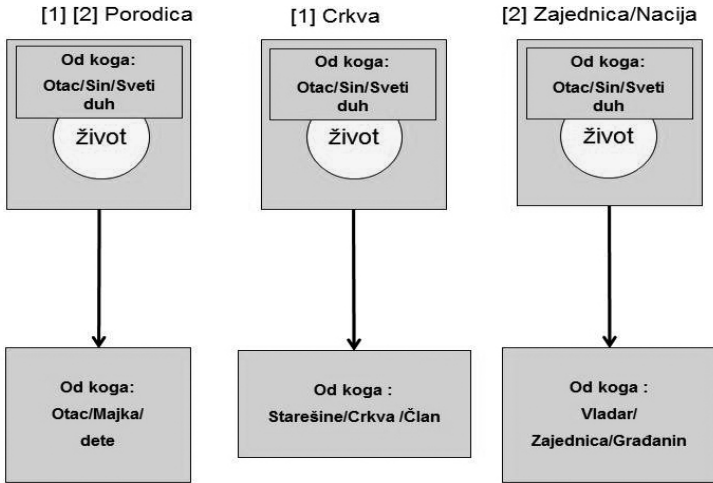 [1] [2] Porodica
Od koga:
Otac/Sin/Sveti
duh
život
Od koga:
Otac/Majka/
dete
[1] Crkva
Od koga:
Otac/Sin/Sveti
duh
život
Od koga :
Starešine/Crkva /Član
[2] Zajednica/Nacija
Od koga:
Otac/Sin/Sveti
duh
život
Od koga :
Vladar/
Zajednica/Građanin